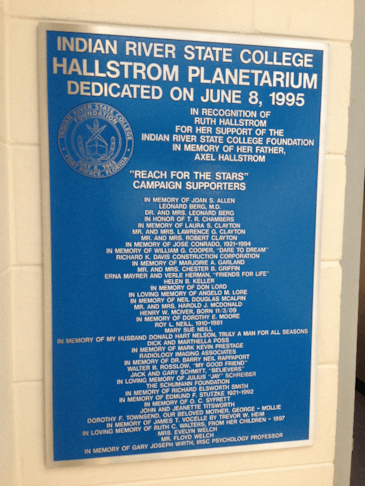 INDIAN RIVER STATE COLLEGE
HALLSTROM PLANETARIUM
DEDICATED ON JUNE 8, 1995
IN RECOGNITION OF
RUTH HALLSTROM
FOR HER SUPPORT OF THE
INDIAN RIVER STATE COLLEGE FOUNDATION
IN MEMORY OF HER FATHER,
AXEL HALLSTROM
INDIAN RIVER STATE COLLEGE
FOUNDATION
FORT PIERCE, FLORIDA
"REACH FOR THE STARS"
CAMPAIGN SUPPORTERS
IN MEMORY OF JOAN S. ALLEN
LEONARD BERG, M.D.
DR. AND MRS. LEONARD BERG
IN HONOR OF T. R. CHAMBERS
IN MEMORY OF LAURA S. CLAYTON
MR. AND MRS. LAWRENCE G. CLAYTON
MR. AND MRS. ROBERT CLAYTON
IN MEMORY OF JOSE CONRADO, 1921-1994
IN MEMORY OF WILLIAM G. COOPER, "DARE TO DREAM"
RICHARD K. DAVIS CONSTRUCTION CORPORATION
IN MEMORY OF MARJORIE A. GARLAND
MR. AND MRS. CHESTER B. GRIFFIN
ERNA MAYRER AND VERLE HERMAN, "FRIENDS FOR LIFE"
HELEN B. KELLER
IN MEMORY OF DON LORD
IN LOVING MEMORY OF ANGELO M. LORE
IN MEMORY OF NEIL DOUGLAS MCALPIN
MR. AND MRS. HAROLD J. MCDONALD
HENRY W. MCIVER, BORN 11/3/09
IN MEMORY OF DOROTHY E. MOORE
ROY L. NEILL, 1910-1981
MARY SUE NEILL
IN MEMORY OF MY HUSBAND DONALD HART NELSON, TRULY A MAN FOR ALL SEASONS
DICK AND MARTHELLA POSS
IN MEMORY OF MARK KEVIN PRESTAGE
RADIOLOGY IMAGING ASSOCIATES
IN MEMORY OF DR. BARRY NEIL RAPPAPORT
WALTER B. ROSSLOW, "MY GOOD FRIEND"
JACK AND GARY SCHMITT, "BELIEVERS"
IN LOVING MEMORY OF JULIUS "JAY" SCHREIBER
THE SCHUMANN FOUNDATION
IN MEMORY OF RICHARD ELSWORTH SMITH
IN MEMORY OF EDMUND F. STUTZKE 1921-1992
IN MEMORY OF O. C. SYFRETT
JOHN AND JEANETTE TITSWORTH
DOROTHY F. TOWNSEND, OUR BELOVED MOTHER, GEORGE - MOLLIE
IN MEMORY OF JAMES T. VOCELLE BY TREVOR W. HEIM
IN LOVING MEMORY OF RUTH C. WALTERS, FROM HER CHILDREN - 1997
MRS. EVELYN WELCH
MR. FLOYD WELCH
IN MEMORY OF GARY JOSEPH WIRTH, IRSC PSYCHOLOGY PROFESSOR